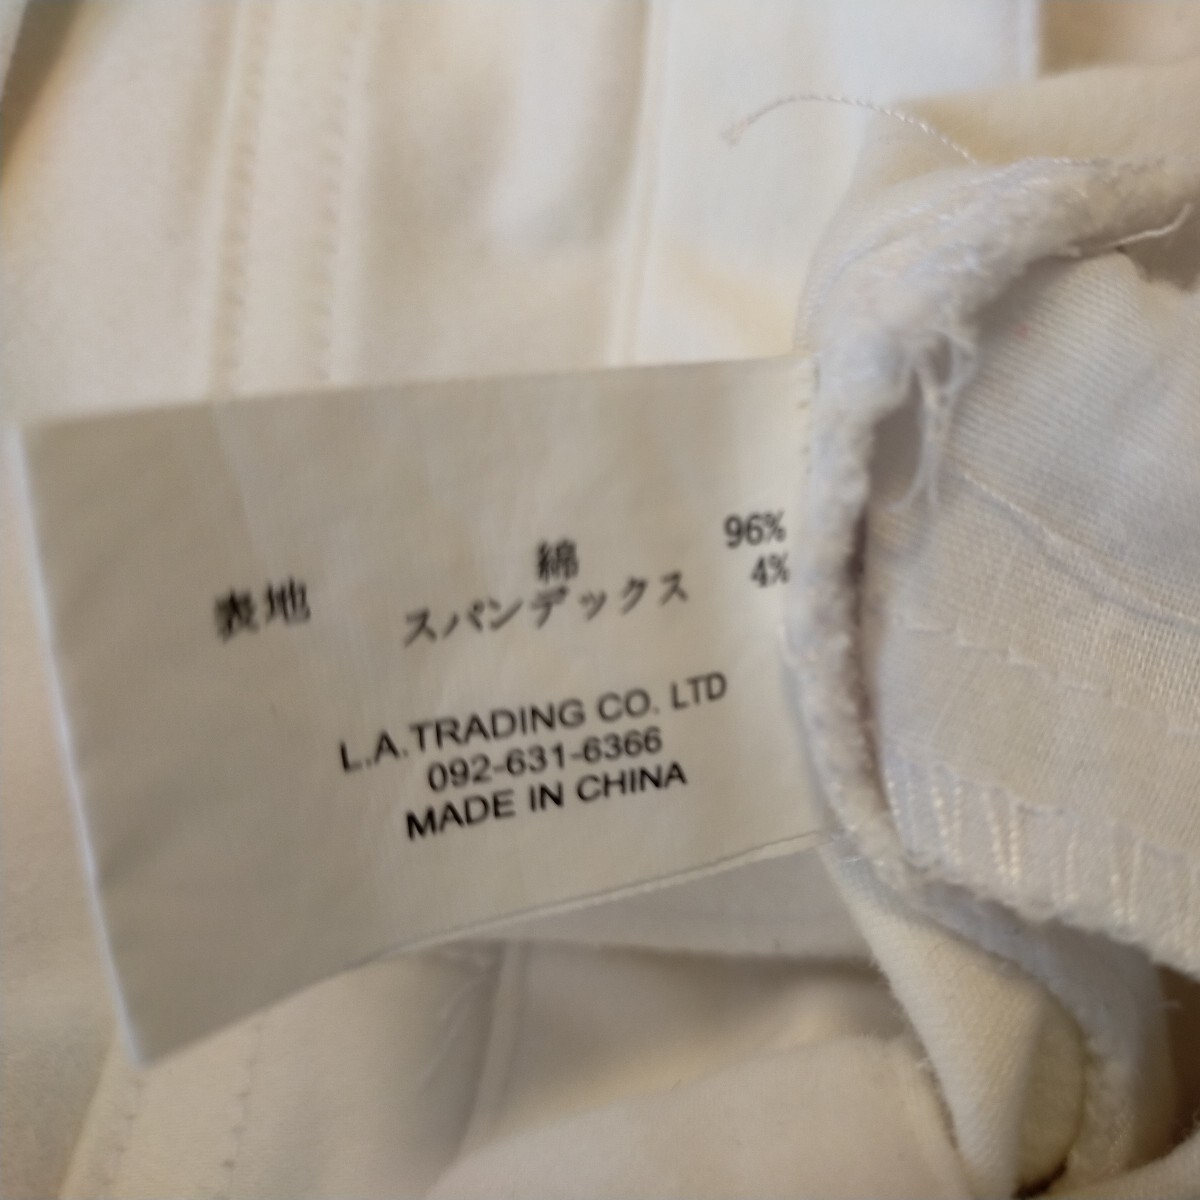 表地 綿 96%
スパンデックス 4%
L.A.TRADING CO. LTD
092-631-6366
MADE IN CHINA